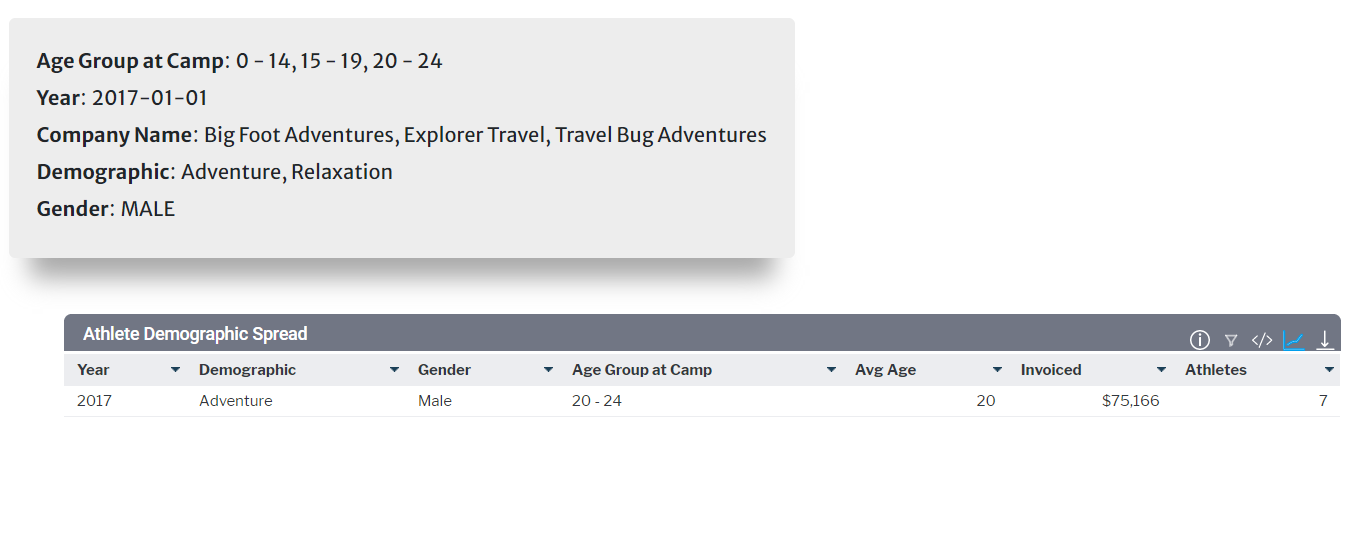 Age Group at Camp: 0 - 14, 15 - 19, 20 - 24
Year: 2017-01-01
Company Name: Big Foot Adventures, Explorer Travel, Travel Bug Adventures
Demographic: Adventure, Relaxation
Gender: MALE
Athlete Demographic Spread
Year Demographic Gender Age Group at Camp Avg Age Invoiced Athletes
2017 Adventure Male 20 - 24 20 $75,166 7